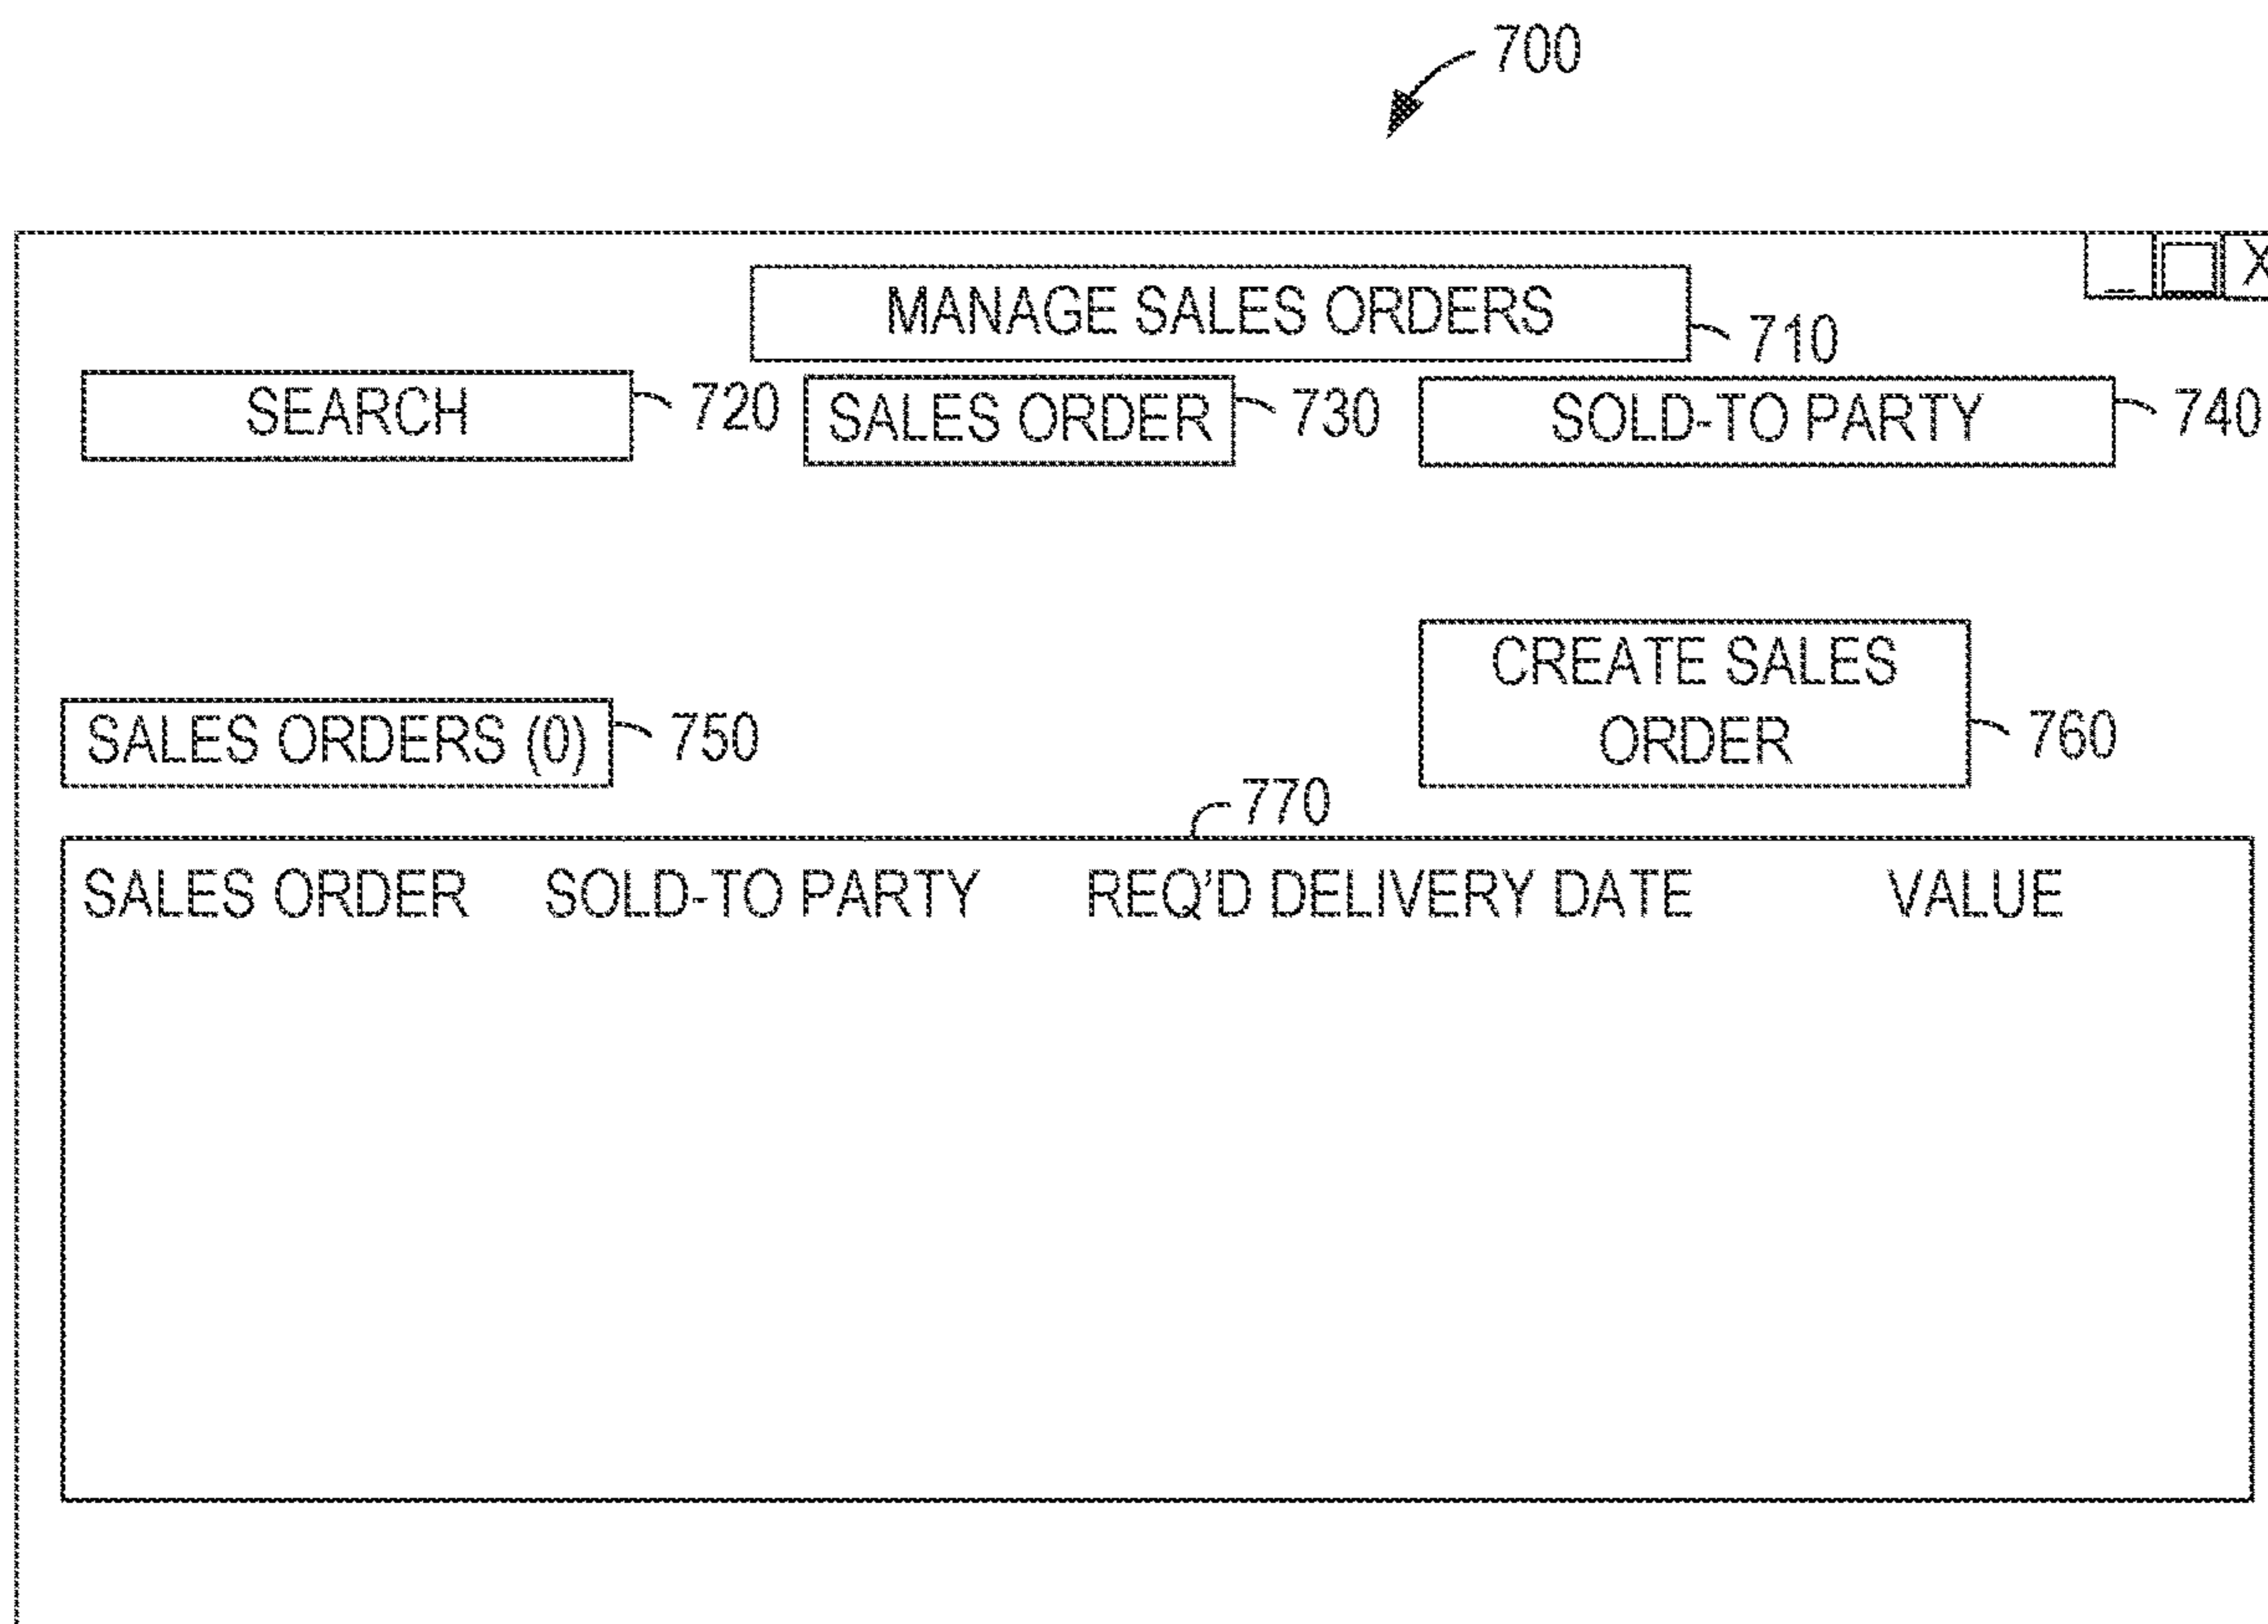 700
_ X
MANAGE SALES ORDERS
710
SEARCH 720 SALES ORDER 730 SOLD-TO PARTY 740
CREATE SALES
ORDER
760
SALES ORDERS (0) 750
770
SALES ORDER SOLD-TO PARTY REQ'D DELIVERY DATE VALUE